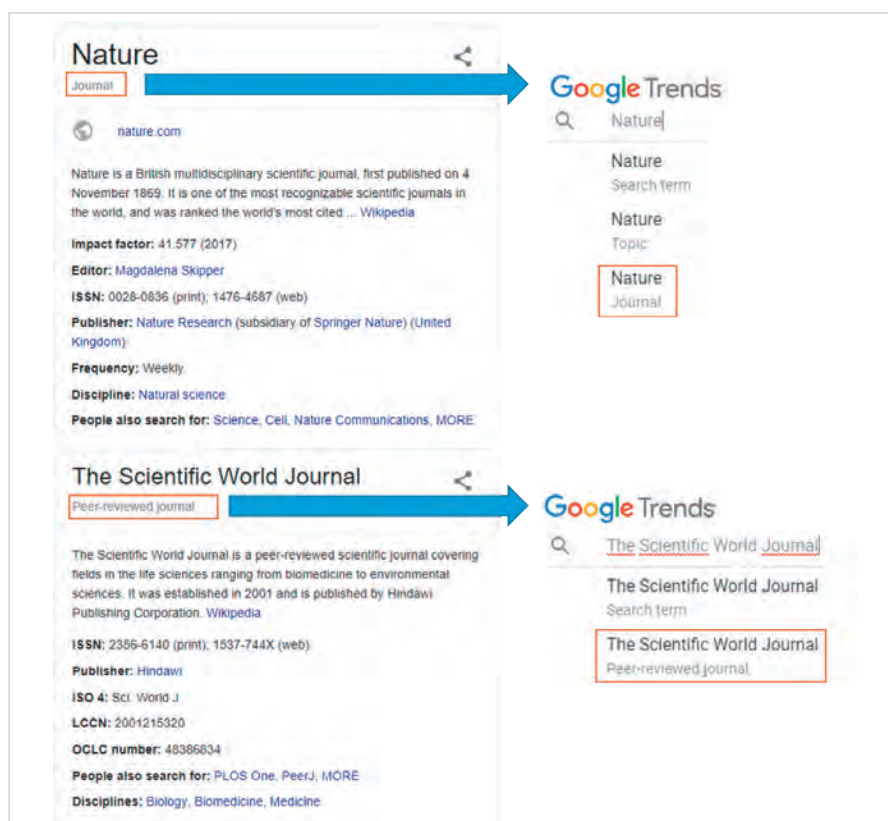 Nature
Journal
nature.com
Nature is a British multidisciplinary scientific journal, first published on 4
November 1869. It is one of the most recognizable scientific journals in
the world, and was ranked the world's most cited ... Wikipedia
Impact factor: 41.577 (2017)
Editor: Magdalena Skipper
ISSN: 0028-0836 (print); 1476-4687 (web)
Publisher: Nature Research (subsidiary of Springer Nature) (United
Kingdom)
Frequency: Weekly
Discipline: Natural science
People also search for: Science, Cell, Nature Communications, MORE
Google Trends
Nature
Nature
Search term
Nature
Topic
Nature
Journal
The Scientific World Journal
Peer-reviewed journal
The Scientific World Journal is a peer-reviewed scientific journal covering
fields in the life sciences ranging from biomedicine to environmental
sciences. It was established in 2001 and is published by Hindawi
Publishing Corporation. Wikipedia
ISSN: 2356-6140 (print); 1537-744X (web)
Publisher: Hindawi
ISO 4: Sci. World J
LCCN: 2001215320
OCLC number: 48386834
People also search for: PLOS One, PeerJ, MORE
Disciplines: Biology, Biomedicine, Medicine
Google Trends
The Scientific World Journal
The Scientific World Journal
Search term
The Scientific World Journal
Peer-reviewed journal